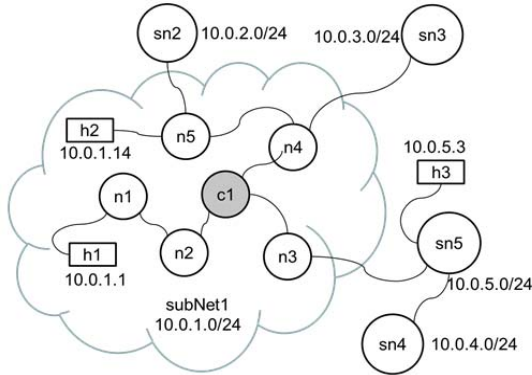 sn2
10.0.2.0/24
10.0.3.0/24
sn3
h2
n5
n4
10.0.1.14
10.0.5.3
h3
n1
c1
h1
n2
n3
sn5
10.0.1.1
10.0.5.0/24
subNet1
10.0.1.0/24
sn4
10.0.4.0/24